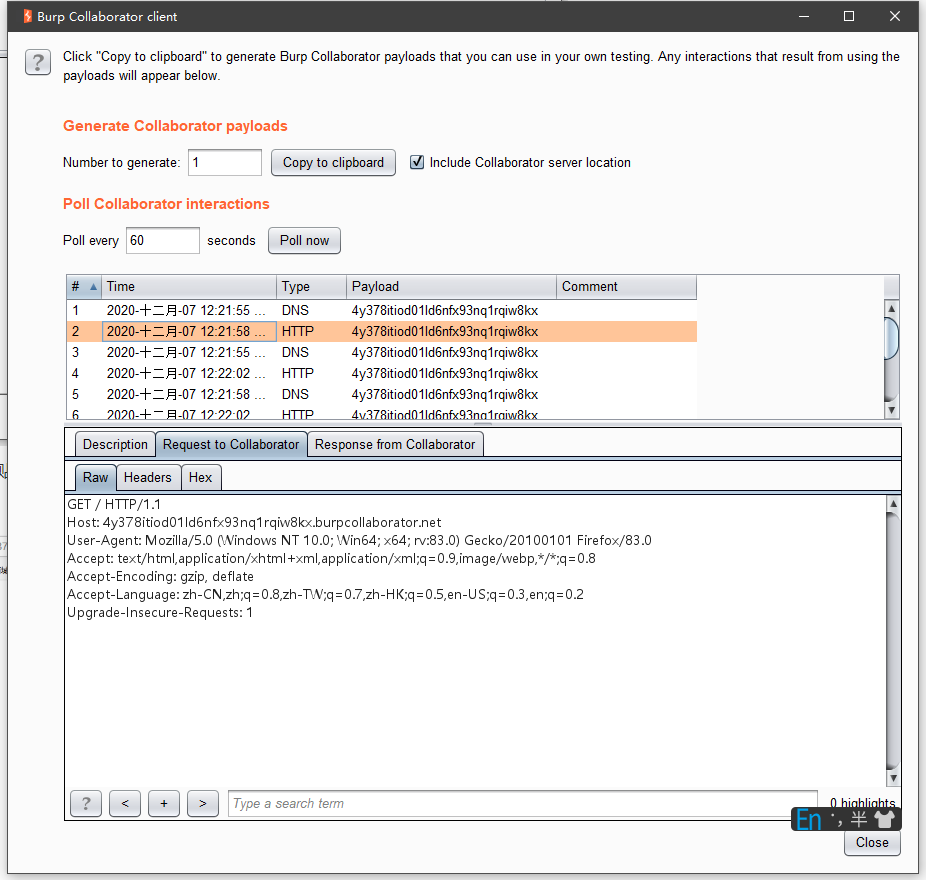 Burp Collaborator client
Click "Copy to clipboard" to generate Burp Collaborator payloads that you can use in your own testing. Any interactions that result from using the
payloads will appear below.
Generate Collaborator payloads
Number to generate: 1 Copy to clipboard Include Collaborator server location
Poll Collaborator interactions
Poll every 60 seconds Poll now
# Time Type Payload Comment
1 2020-十二月-07 12:21:55 ... DNS 4y378itiod01ld6nfx93nq1rqiw8kx
2 2020-十二月-07 12:21:58 ... HTTP 4y378itiod01ld6nfx93nq1rqiw8kx
3 2020-十二月-07 12:21:55 ... DNS 4y378itiod01ld6nfx93nq1rqiw8kx
4 2020-十二月-07 12:22:02 ... HTTP 4y378itiod01ld6nfx93nq1rqiw8kx
5 2020-十二月-07 12:21:58 ... DNS 4y378itiod01ld6nfx93nq1rqiw8kx
6 2020-十二月-07 12:22:02 HTTP 4y378itiod01ld6nfx93nq1rqiw8kx
Description Request to Collaborator Response from Collaborator
Raw Headers Hex
GET / HTTP/1.1
Host: 4y378itiod01ld6nfx93nq1rqiw8kx.burpcollaborator.net
User-Agent: Mozilla/5.0 (Windows NT 10.0; Win64; x64; rv:83.0) Gecko/20100101 Firefox/83.0
Accept: text/html,application/xhtml+xml,application/xml;q=0.9,image/webp,*/*;q=0.8
Accept-Encoding: gzip, deflate
Accept-Language: zh-CN,zh;q=0.8,zh-TW;q=0.7,zh-HK;q=0.5,en-US;q=0.3,en;q=0.2
Upgrade-Insecure-Requests: 1
? < + > Type a search term 0 highlights
En 半
Close